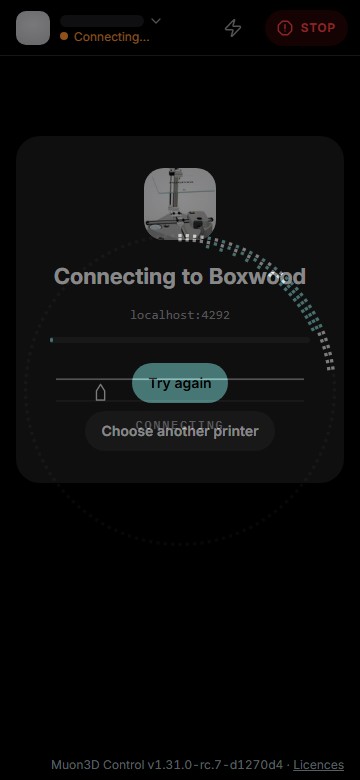 Connecting...
STOP
Connecting to Boxwood
localhost:4292
Try again
CONNECTING
Choose another printer
Muon3D Control v1.31.0-rc.7-d1270d4 · Licences